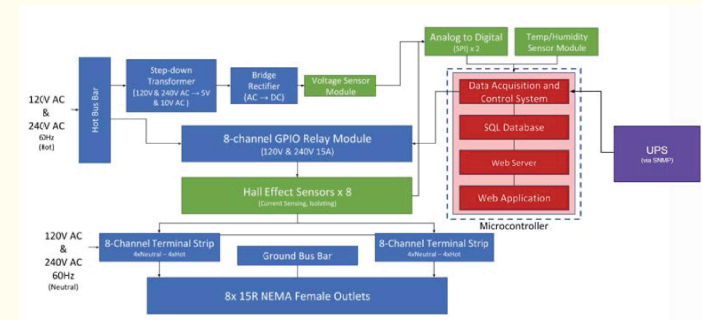 120V AC
&
240V AC
60Hz
(Hot)
Hot Bus Bar
Step-down
Transformer
(120V & 240V AC → 5V
& 10V AC )
Bridge
Rectifier
(AC → DC)
Voltage Sensor
Module
Analog to Digital
(SPI) x 2
Temp/Humidity
Sensor Module
8-channel GPIO Relay Module
(120V & 240V 15A)
Hall Effect Sensors x 8
(Current Sensing, Isolating)
Data Acquisition and
Control System
SQL Database
Web Server
Web Application
Microcontroller
UPS
(via SNMP)
120V AC
&
240V AC
60Hz
(Neutral)
8-Channel Terminal Strip
4xNeutral – 4xHot
Ground Bus Bar
8-Channel Terminal Strip
4xNeutral – 4xHot
8x 15R NEMA Female Outlets